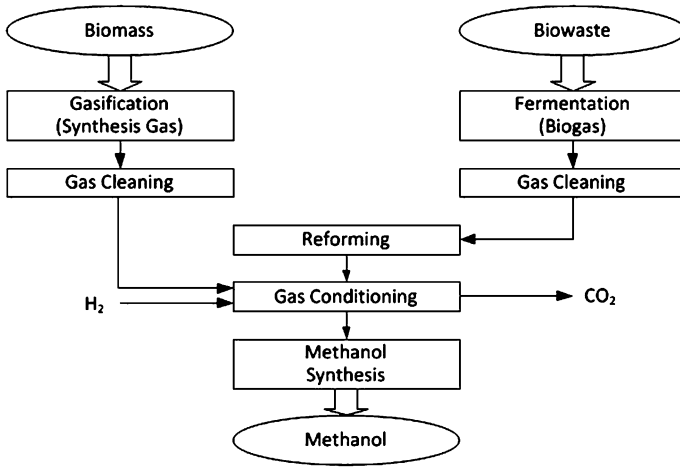 Biomass
Biowaste
Gasification
(Synthesis Gas)
Fermentation
(Biogas)
Gas Cleaning
Gas Cleaning
Reforming
H₂
Gas Conditioning
CO₂
Methanol
Synthesis
Methanol